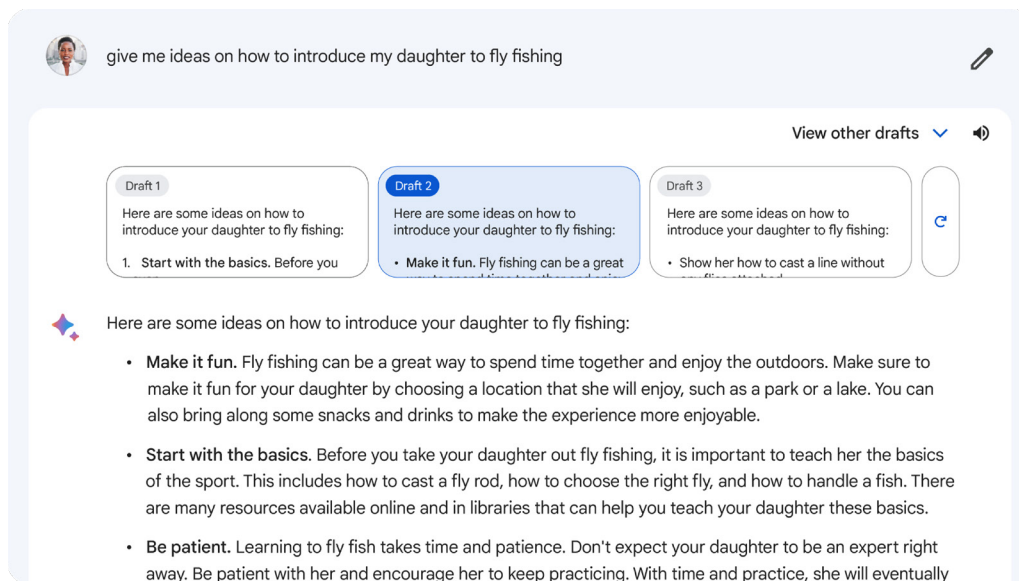 give me ideas on how to introduce my daughter to fly fishing
View other drafts
Draft 1
Here are some ideas on how to
introduce your daughter to fly fishing:
1. Start with the basics. Before you
Draft 2
Here are some ideas on how to
introduce your daughter to fly fishing:
• Make it fun. Fly fishing can be a great
Draft 3
Here are some ideas on how to
introduce your daughter to fly fishing:
• Show her how to cast a line without
Here are some ideas on how to introduce your daughter to fly fishing:
• Make it fun. Fly fishing can be a great way to spend time together and enjoy the outdoors. Make sure to
make it fun for your daughter by choosing a location that she will enjoy, such as a park or a lake. You can
also bring along some snacks and drinks to make the experience more enjoyable.
• Start with the basics. Before you take your daughter out fly fishing, it is important to teach her the basics
of the sport. This includes how to cast a fly rod, how to choose the right fly, and how to handle a fish. There
are many resources available online and in libraries that can help you teach your daughter these basics.
• Be patient. Learning to fly fish takes time and patience. Don't expect your daughter to be an expert right
away. Be patient with her and encourage her to keep practicing. With time and practice, she will eventually